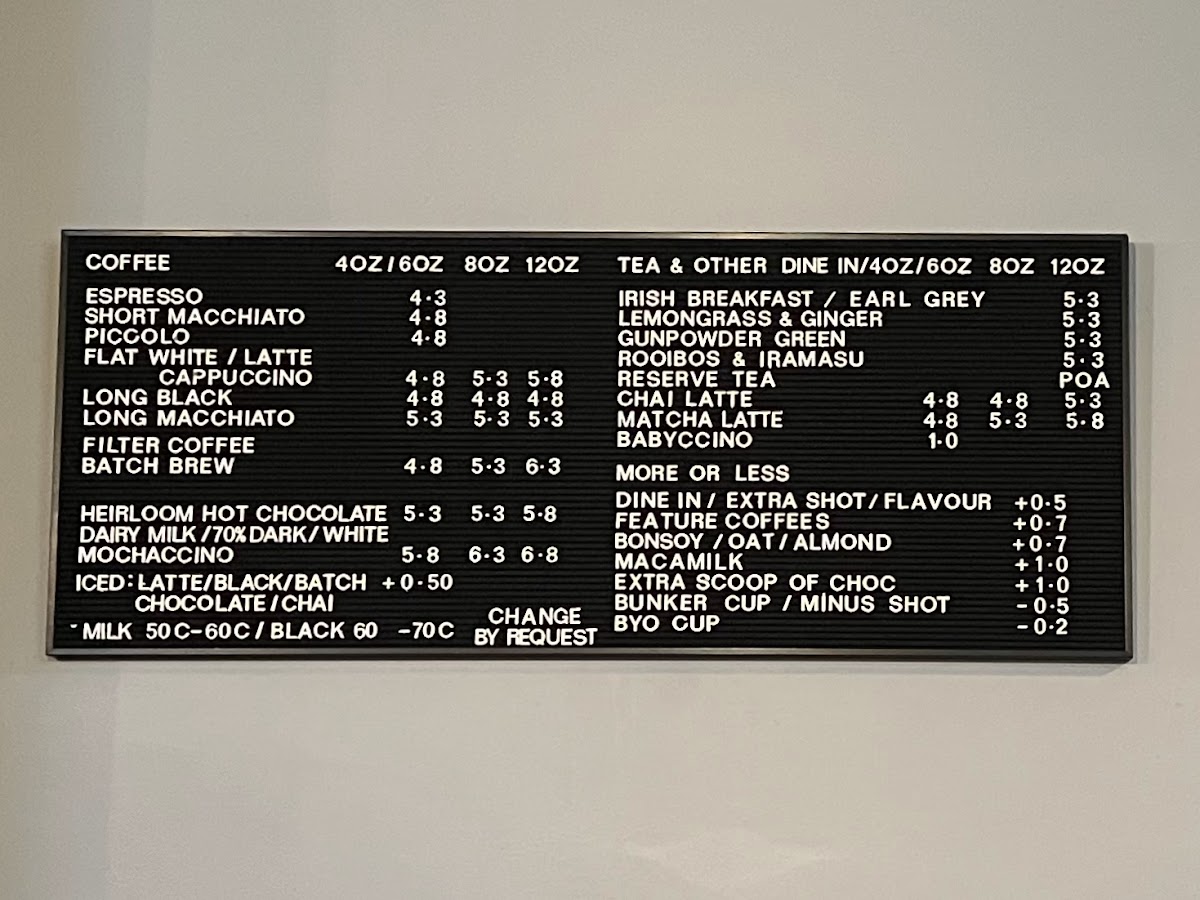 COFFEE 4OZ/6OZ 8OZ 12OZ
ESPRESSO 4·3
SHORT MACCHIATO 4·8
PICCOLO 4·8
FLAT WHITE / LATTE
CAPPUCCINO 4·8 5·3 5·8
LONG BLACK 4·8 4·8 4·8
LONG MACCHIATO 5·3 5·3 5·3
FILTER COFFEE
BATCH BREW 4·8 5·3 6·3
HEIRLOOM HOT CHOCOLATE 5·3 5·3 5·8
DAIRY MILK /70% DARK/ WHITE
MOCHACCINO 5·8 6·3 6·8
ICED: LATTE/BLACK/BATCH +0·50
CHOCOLATE / CHAI
MILK 50C-60C / BLACK 60 -70C
CHANGE
BY REQUEST
TEA & OTHER DINE IN/4OZ/6OZ 8OZ 12OZ
IRISH BREAKFAST / EARL GREY 5·3
LEMONGRASS & GINGER 5·3
GUNPOWDER GREEN 5·3
ROOIBOS & IRAMASU 5·3
RESERVE TEA POA
CHAI LATTE 4·8 4·8 5·3
MATCHA LATTE 4·8 5·3 5·8
BABYCCINO 1·0
MORE OR LESS
DINE IN / EXTRA SHOT/ FLAVOUR +0·5
FEATURE COFFEES +0·7
BONSOY / OAT / ALMOND +0·7
MACAMILK +1·0
EXTRA SCOOP OF CHOC +1·0
BUNKER CUP / MINUS SHOT -0·5
BYO CUP -0·2